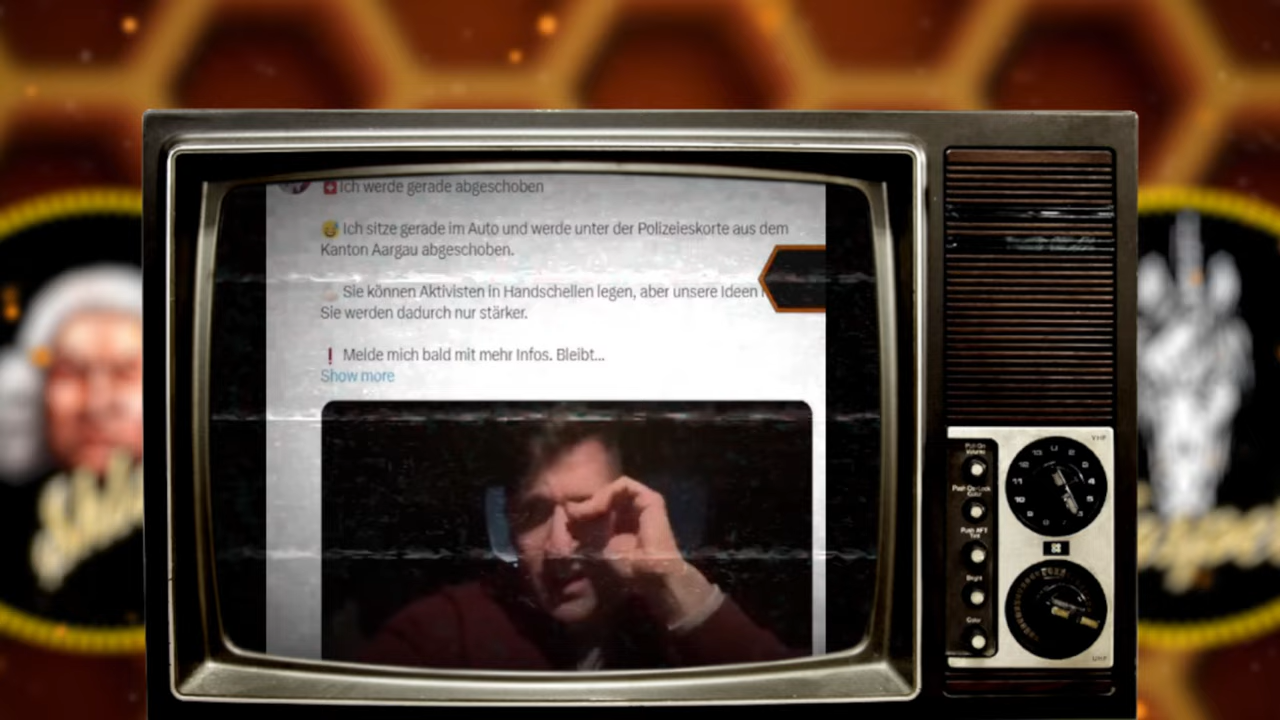 Ich werde gerade abgeschoben
Ich sitze gerade im Auto und werde unter der Polizeieskorte aus dem
Kanton Aargau abgeschoben.
Sie können Aktivisten in Handschellen legen, aber unsere Ideen
Sie werden dadurch nur stärker.
❗ Melde mich bald mit mehr Infos. Bleibt...
Show more
VHF
UHF